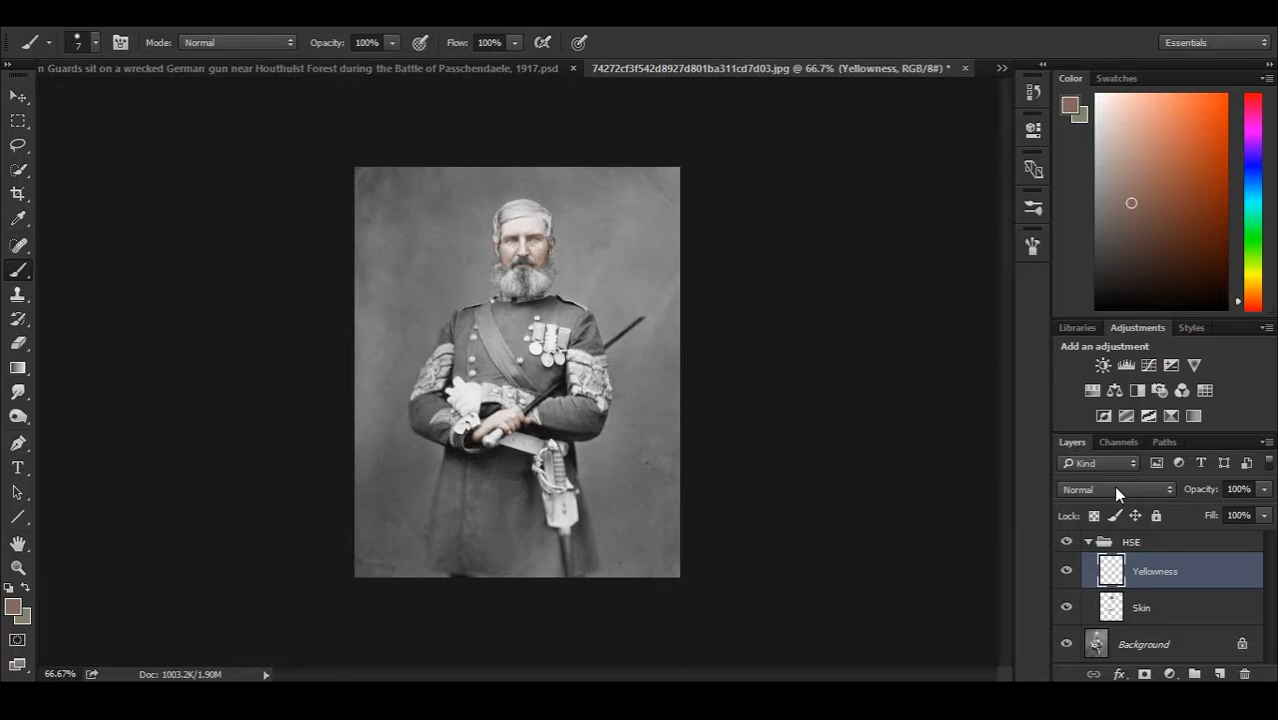 7 Mode: Normal Opacity: 100% Flow: 100% Essentials
n Guards sit on a wrecked German gun near Houthulst Forest during the Battle of Passchendaele, 1917.psd × 74272cf3f542d8927d801ba311cd7d03.jpg @ 66.7% (Yellowness, RGB/8#) * ×
Color Swatches
Libraries Adjustments Styles
Add an adjustment
Layers Channels Paths
Kind
Normal Opacity: 100%
Lock: Fill: 100%
HSE
Yellowness
Skin
Background
66.67% Doc: 1003.2K/1.90M